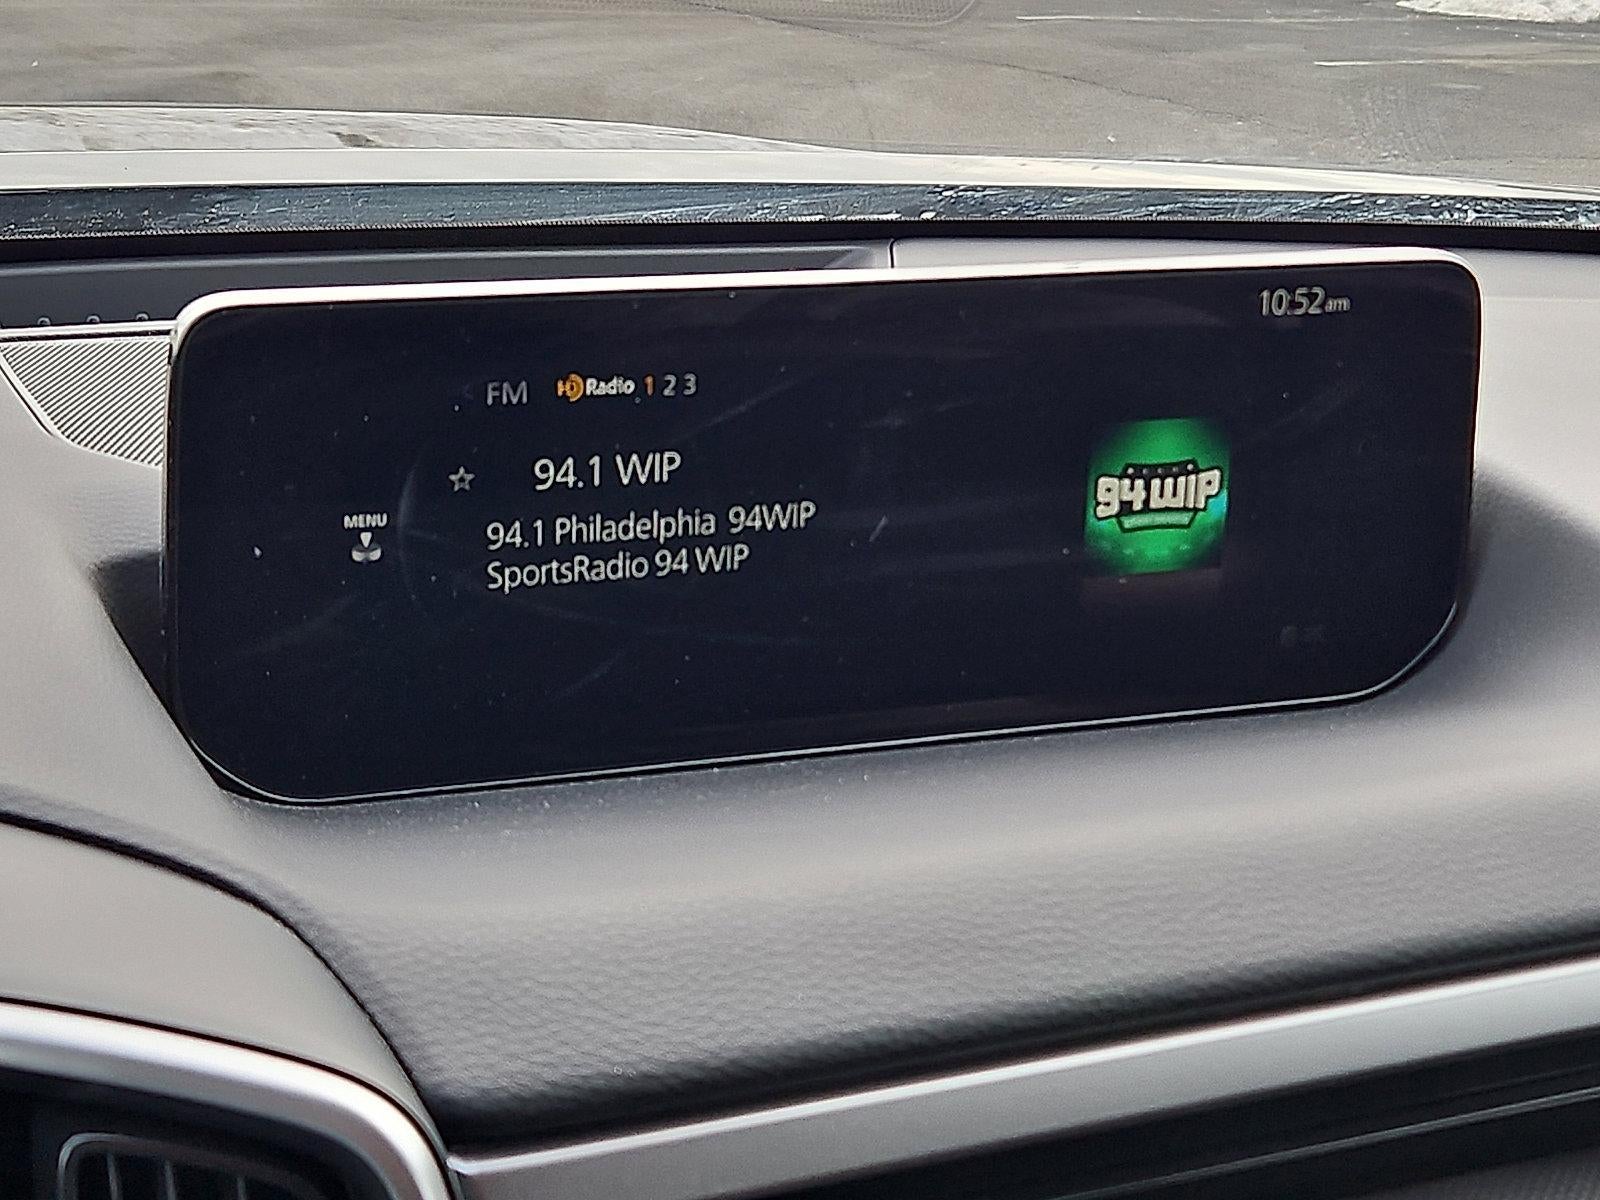 10:52am
FM HD Radio 1 2 3
94.1 WIP
MENU
94.1 Philadelphia 94WIP
SportsRadio 94 WIP
94WIP